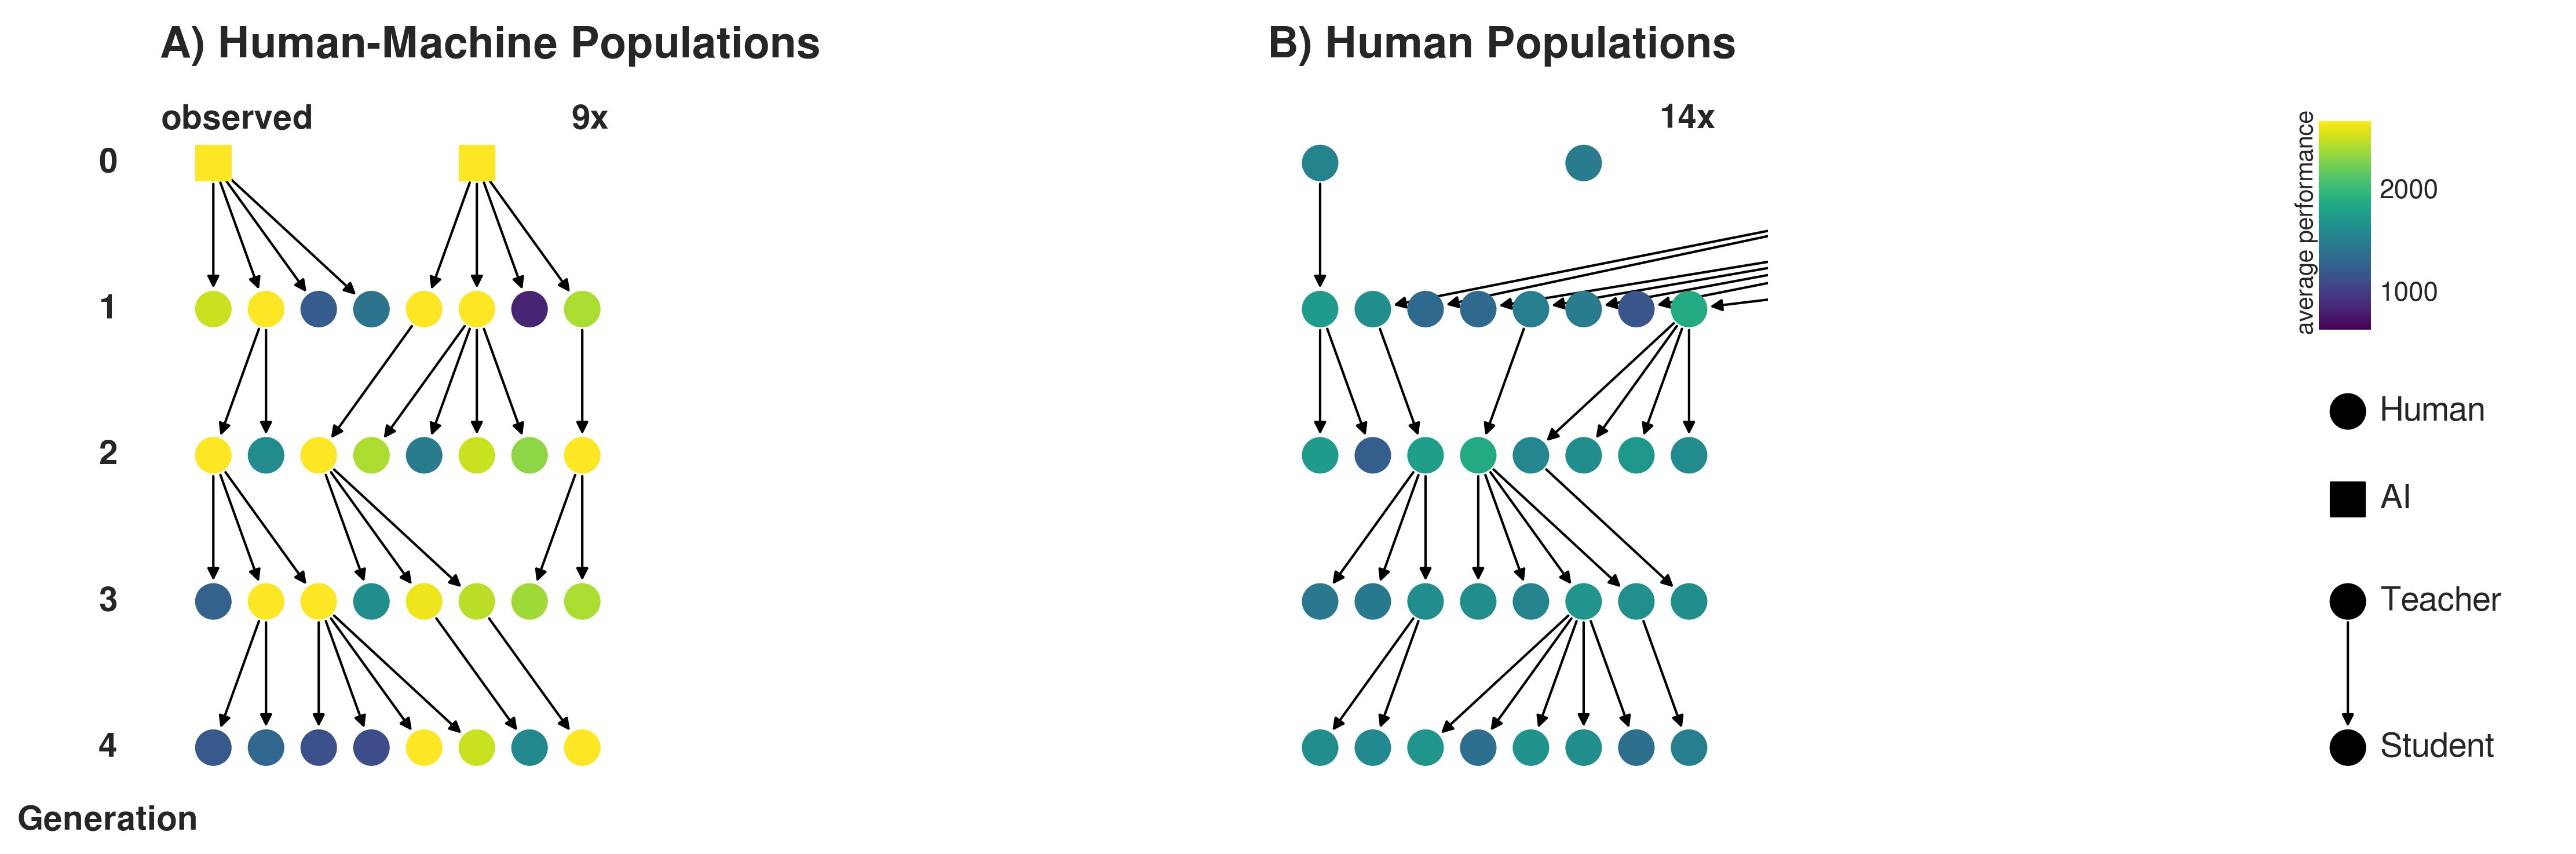 A) Human-Machine Populations
B) Human Populations
observed
9x
14x
0
1
2
3
4
Generation
average performance
2000
1000
Human
AI
Teacher
Student